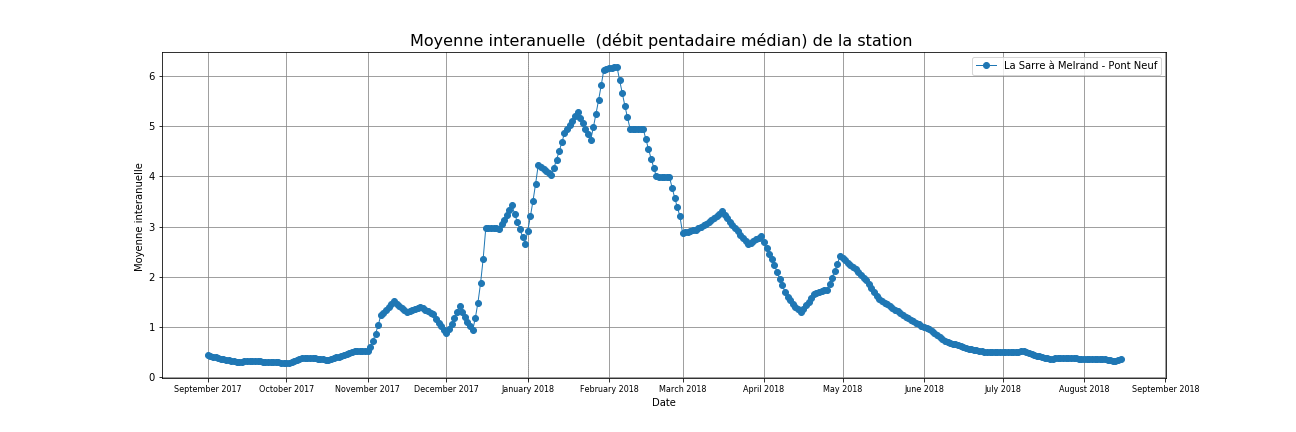 Moyenne interanuelle  (débit pentadaire médian) de la station
La Sarre à Melrand - Pont Neuf
Moyenne interanuelle
6
5
4
3
2
1
0
September 2017 October 2017 November 2017 December 2017 January 2018 February 2018 March 2018 April 2018 May 2018 June 2018 July 2018 August 2018 September 2018
Date